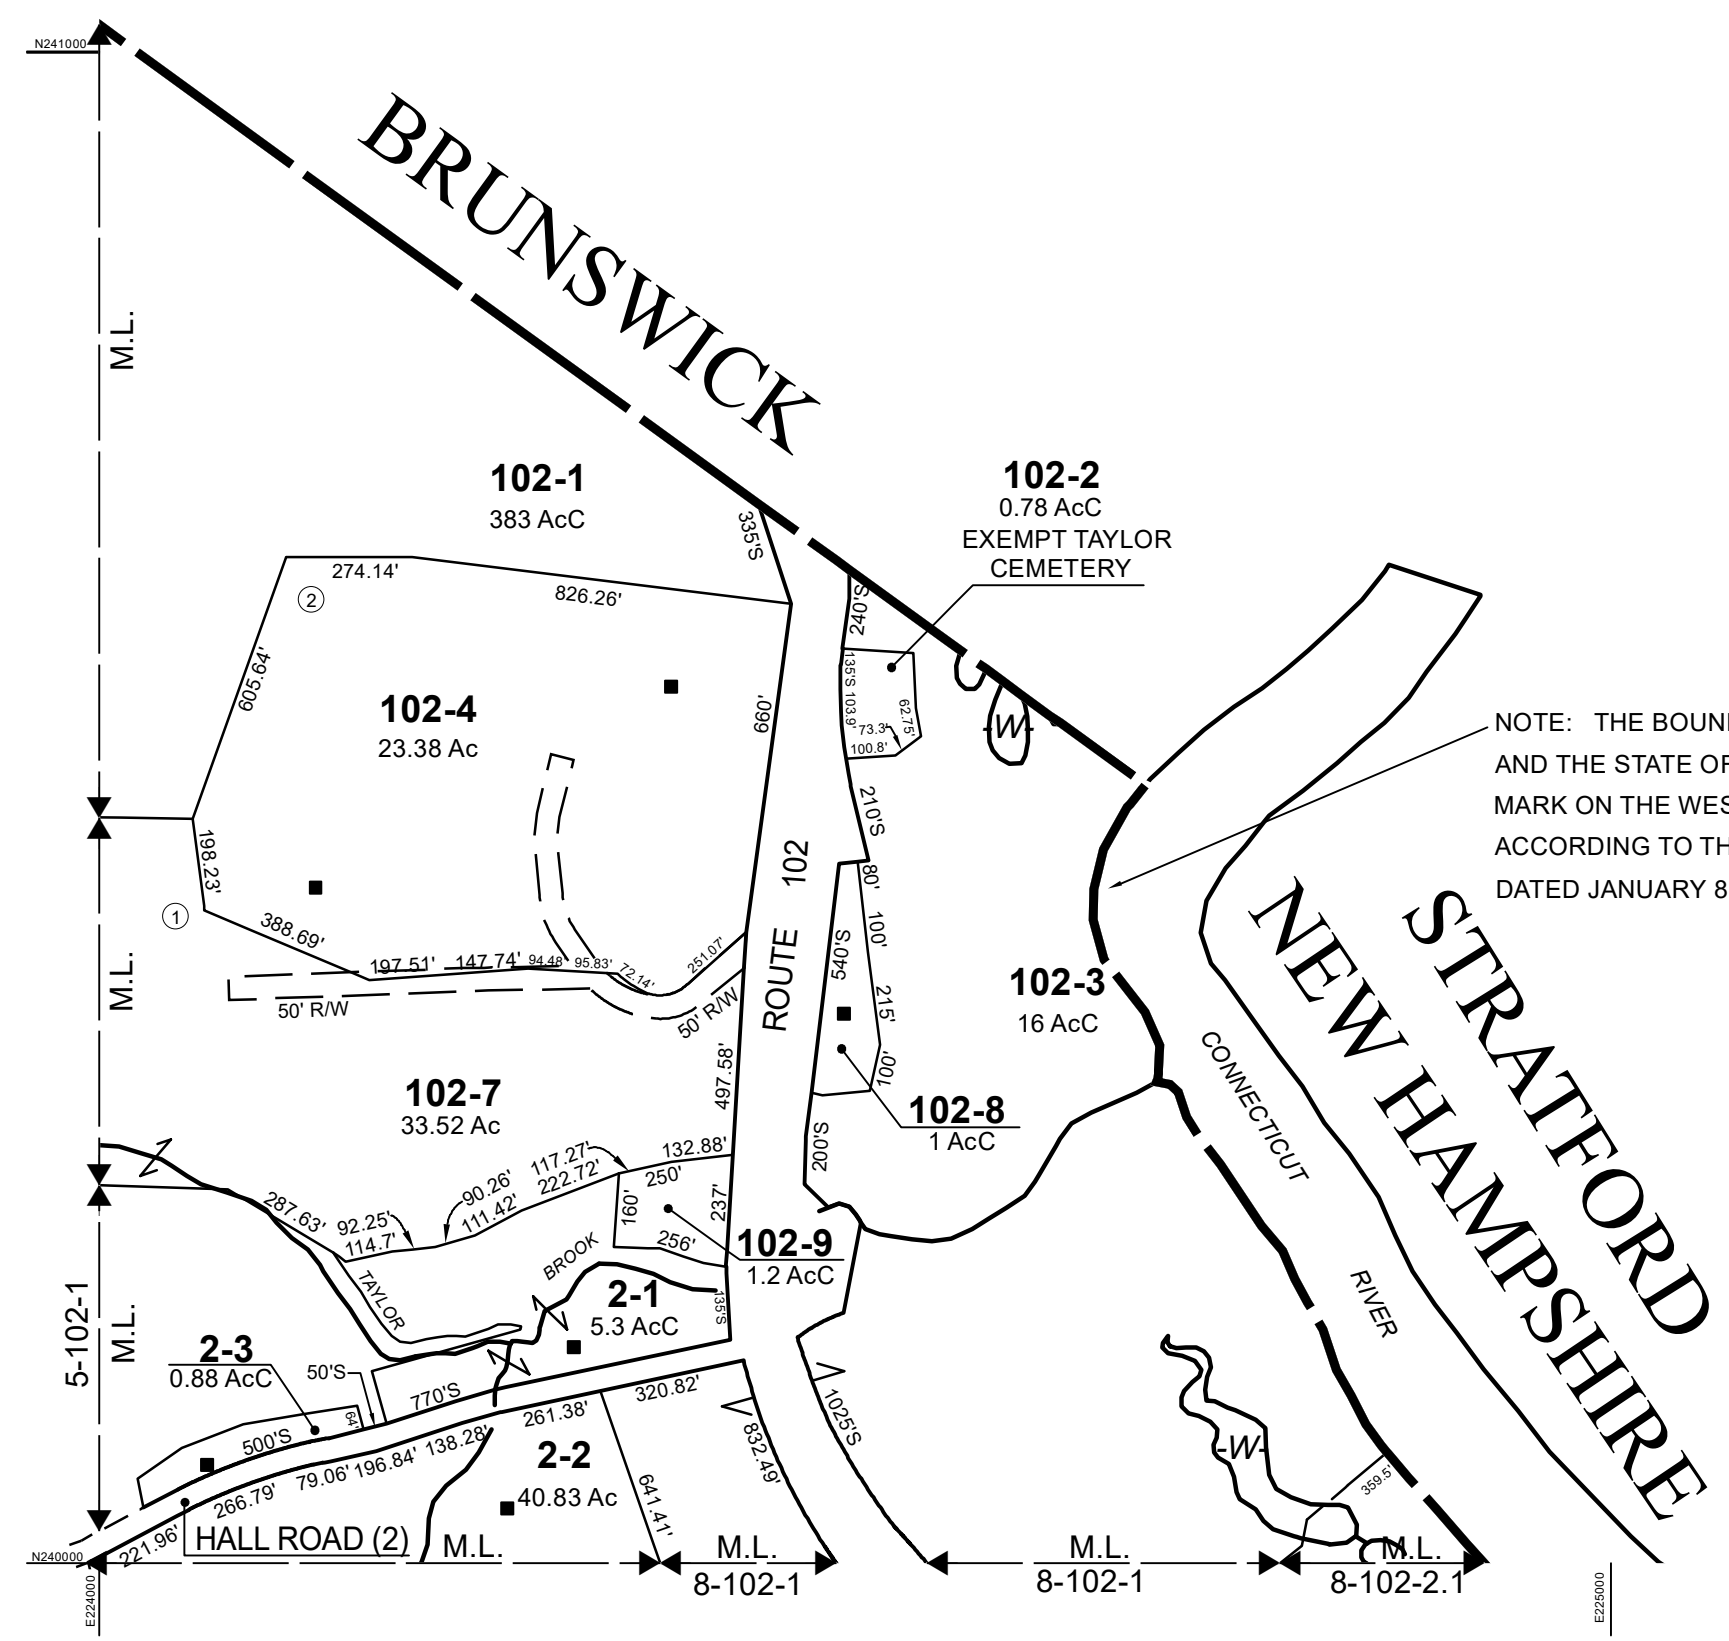 N241000
BRUNSWICK
M.L.
102-1
383 AcC
335'S
102-2
0.78 AcC
EXEMPT TAYLOR
CEMETERY
274.14'
826.26'
2
605.64'
240'S
135'S 103.9'
62.75'
73.3'
100.8'
-W-
102-4
23.38 Ac
660'
NOTE: THE BOUN
AND THE STATE OF
MARK ON THE WES
ACCORDING TO TH
DATED JANUARY 8
198.23'
1
388.69'
197.51'
147.74'
94.48'
95.83'
72.14'
251.07'
50' R/W
50' R/W
ROUTE 102
210'S
80'
100'
540'S
215'
100'
102-3
16 AcC
STRATFORD
NEW HAMPSHIRE
CONNECTICUT
RIVER
M.L.
497.58'
102-7
33.52 Ac
102-8
1 AcC
200'S
132.88'
117.27'
222.72'
250'
90.26'
111.42'
92.25'
114.7'
287.63'
160'
237'
256'
102-9
1.2 AcC
TAYLOR
BROOK
2-1
5.3 AcC
135'S
5-102-1
M.L.
2-3
0.88 AcC
50'S
64'
770'S
500'S
320.82'
261.38'
138.28'
196.84'
79.06'
266.79'
221.96'
2-2
40.83 Ac
641.41'
832.49'
1025'S
-W-
359.5'
HALL ROAD (2)
N240000
M.L.
M.L.
8-102-1
M.L.
8-102-1
M.L.
8-102-2.1
E224000
E225000